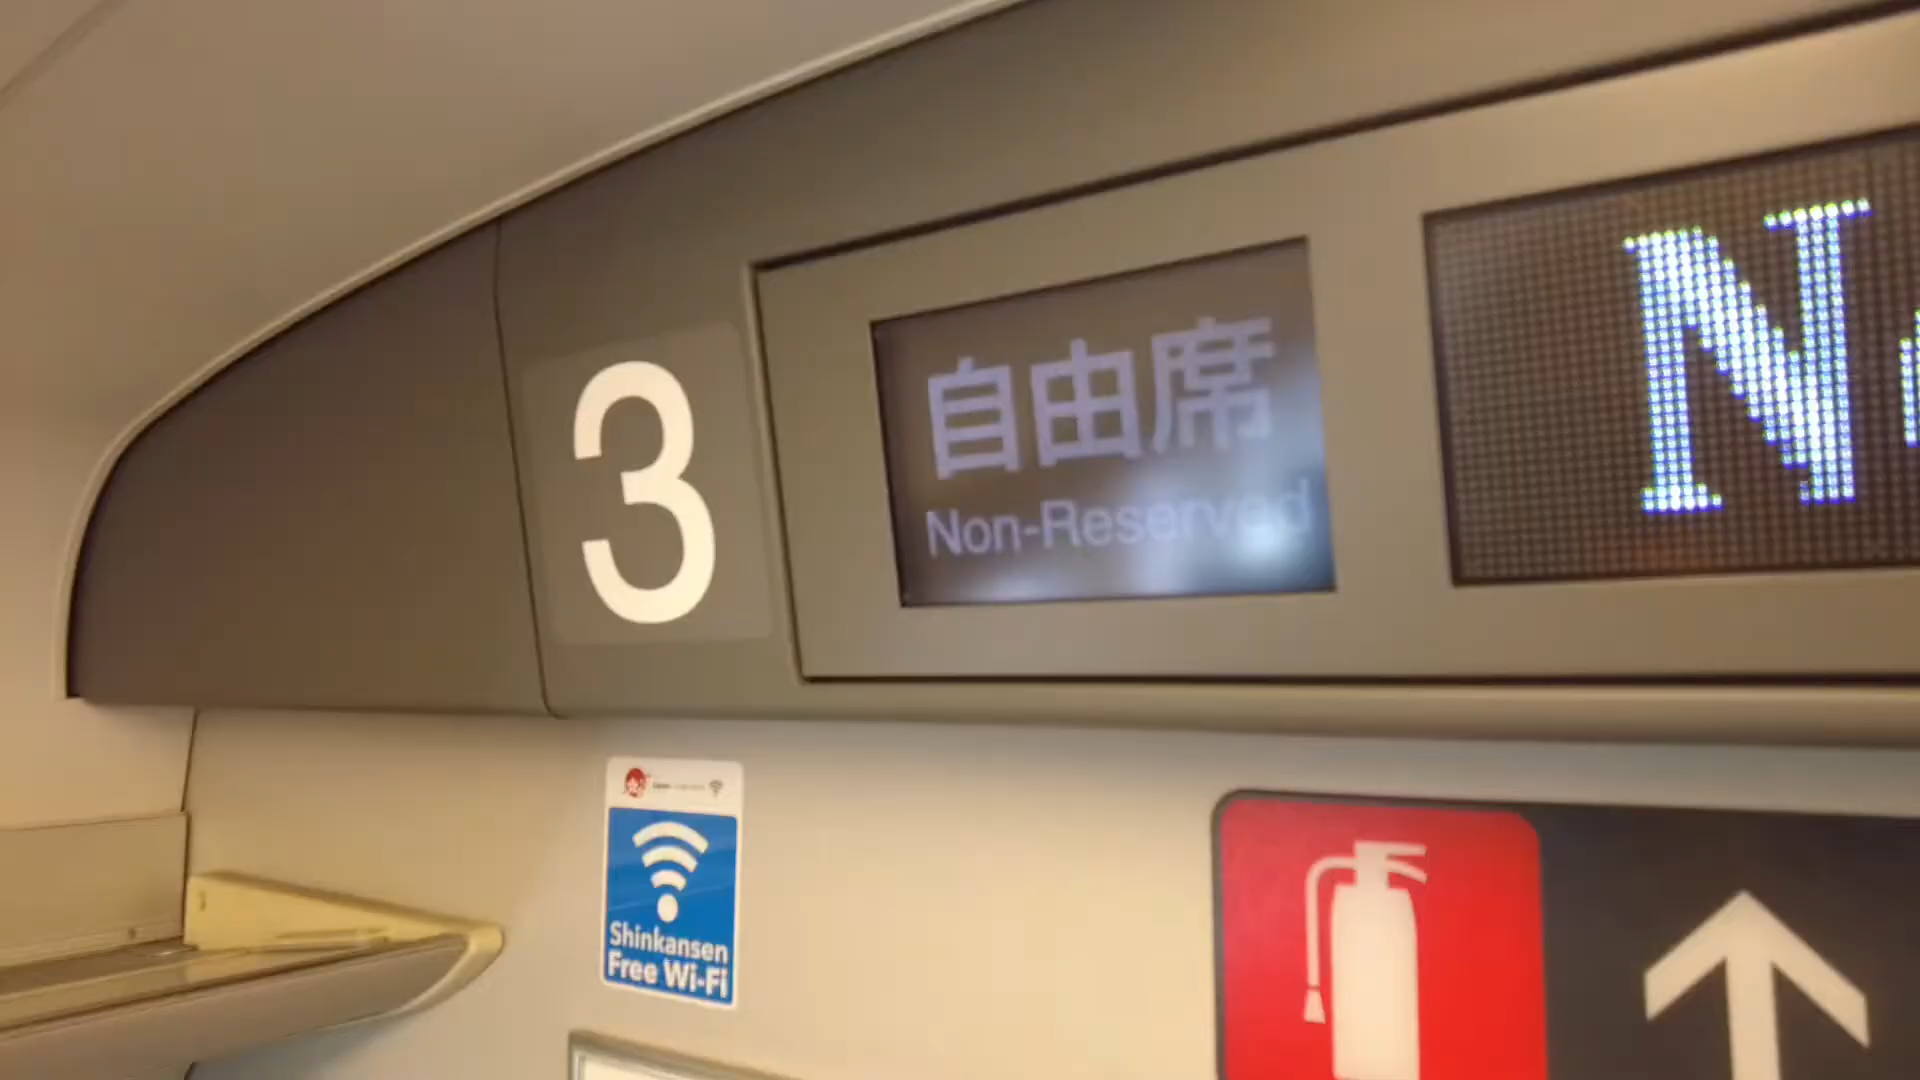 3
自由席
Non-Reserved
N
Shinkansen
Free Wi-Fi